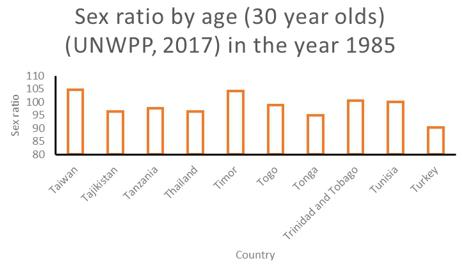 Sex ratio by age (30 year olds)
(UNWPP, 2017) in the year 1985
110
105
100
95
90
85
80
Sex ratio
Taiwan
Tajikistan
Tanzania
Thailand
Timor
Togo
Tonga
Trinidad and Tobago
Tunisia
Turkey
Country